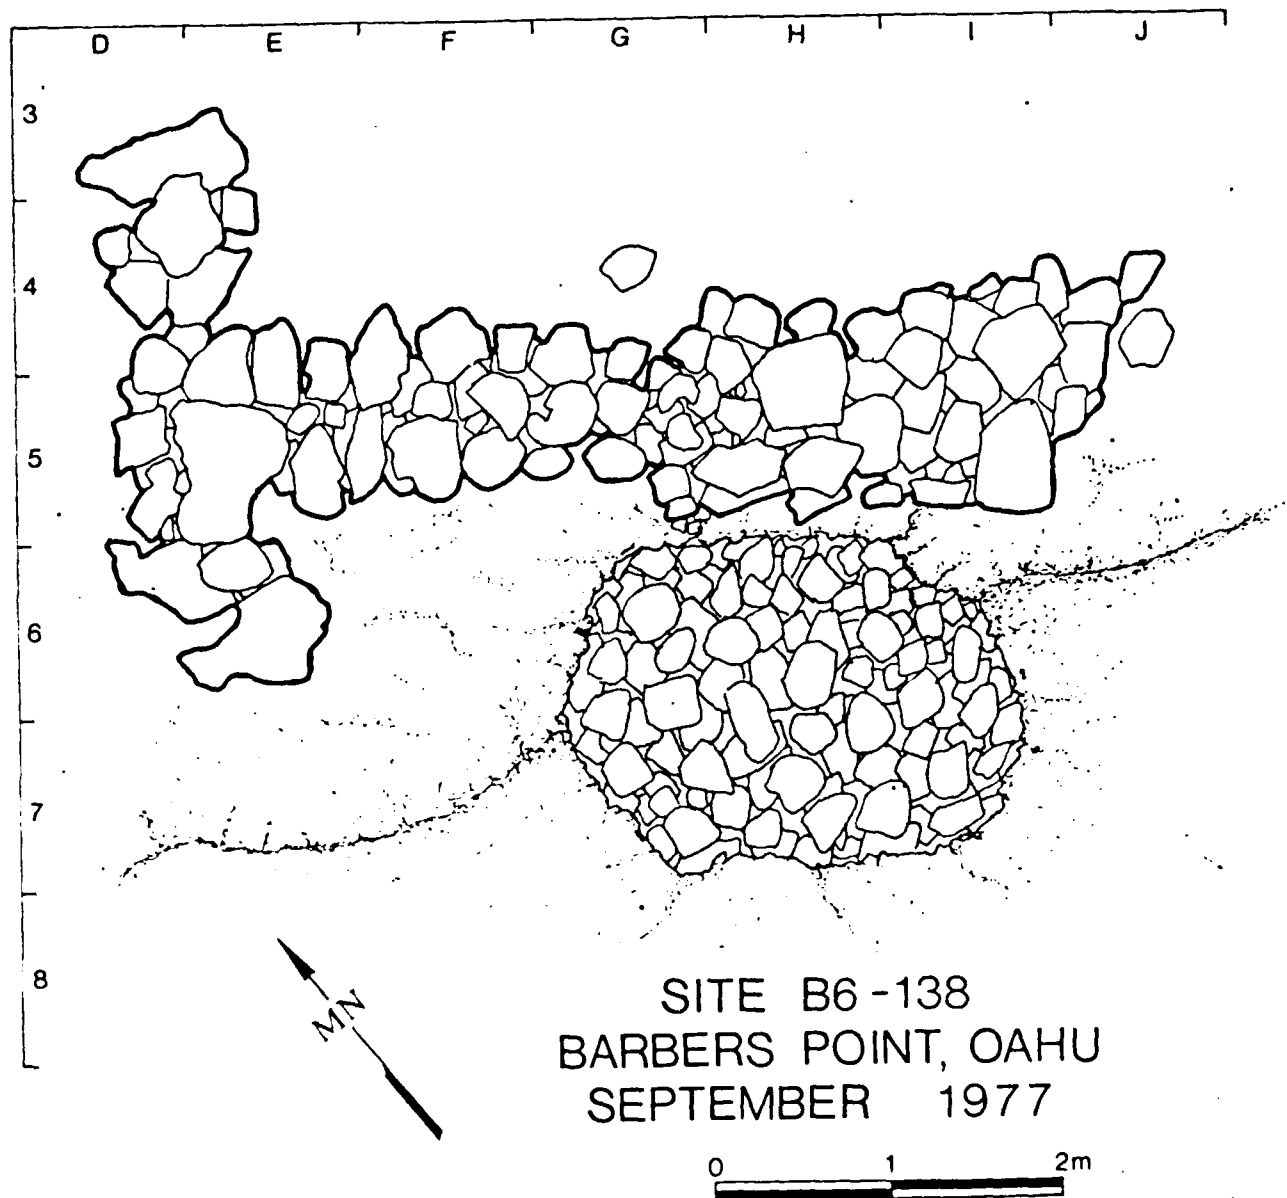 D E F G H I J
3
4
5
6
7
8
MN
SITE B6-138
BARBERS POINT, OAHU
SEPTEMBER 1977
0 1 2m